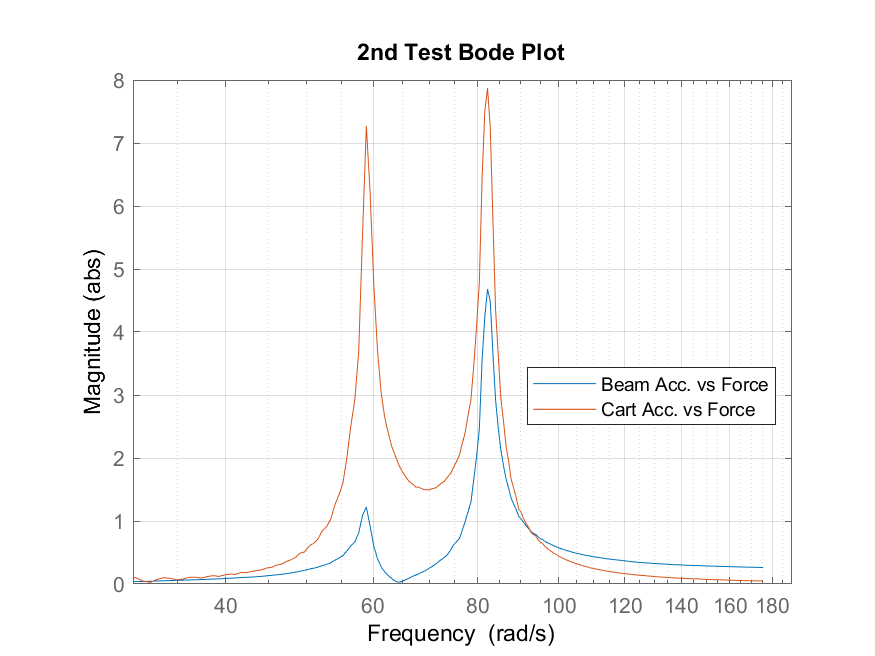 2nd Test Bode Plot
Magnitude (abs)
8
7
6
5
4
3
2
1
0
Beam Acc. vs Force
Cart Acc. vs Force
40 60 80 100 120 140 160 180
Frequency (rad/s)